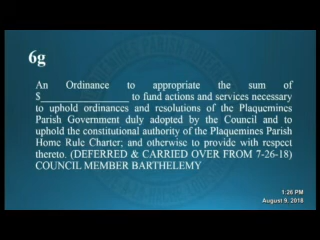 6g
An Ordinance to appropriate the sum of
$__________________ to fund actions and services necessary
to uphold ordinances and resolutions of the Plaquemines
Parish Government duly adopted by the Council and to
uphold the constitutional authority of the Plaquemines Parish
Home Rule Charter; and otherwise to provide with respect
thereto. (DEFERRED & CARRIED OVER FROM 7-26-18)
COUNCIL MEMBER BARTHELEMY
1:26 PM
August 9, 2018